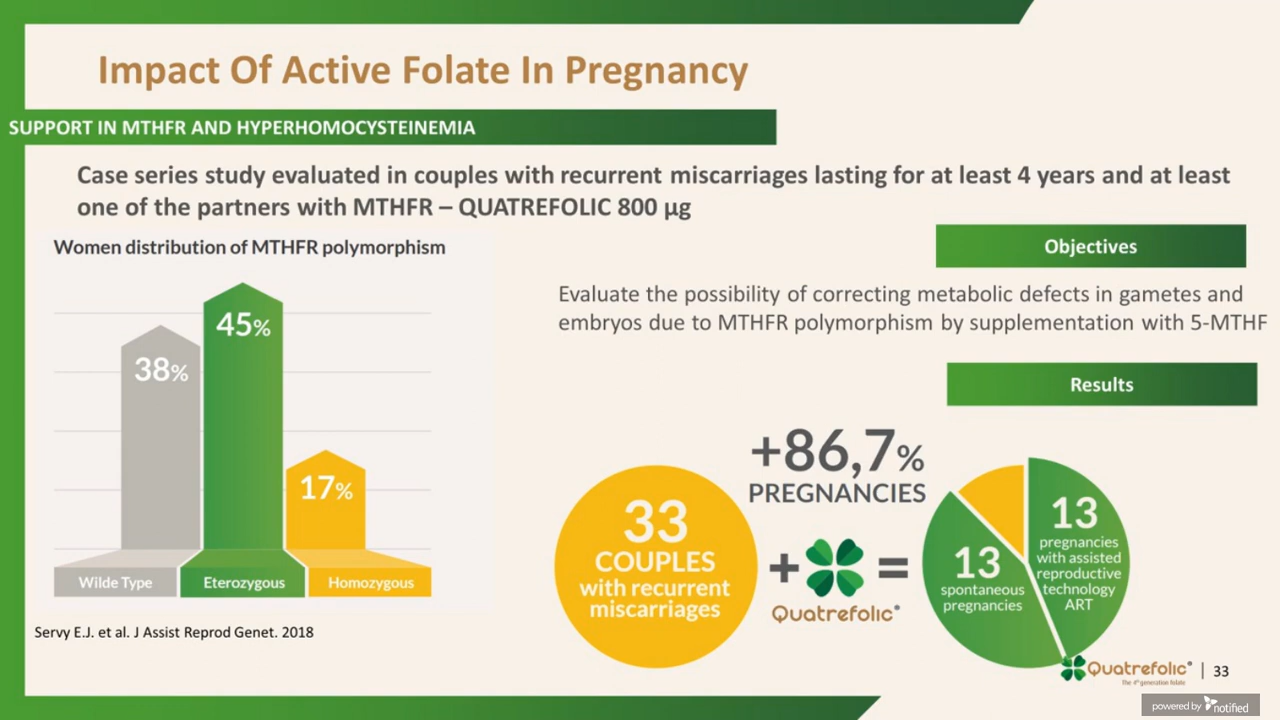 Impact Of Active Folate In Pregnancy
SUPPORT IN MTHFR AND HYPERHOMOCYSTEINEMIA
Case series study evaluated in couples with recurrent miscarriages lasting for at least 4 years and at least
one of the partners with MTHFR – QUATREFOLIC 800 µg
Women distribution of MTHFR polymorphism
38%
45%
17%
Wilde Type
Eterozygous
Homozygous
Servy E.J. et al. J Assist Reprod Genet. 2018
Objectives
Evaluate the possibility of correcting metabolic defects in gametes and
embryos due to MTHFR polymorphism by supplementation with 5-MTHF
Results
+86,7%
PREGNANCIES
33
COUPLES
with recurrent
miscarriages
+
Quatrefolic®
=
13
spontaneous
pregnancies
13
pregnancies
with assisted
reproductive
technology
ART
Quatrefolic®
The 4th generation folate
| 33
powered by notified